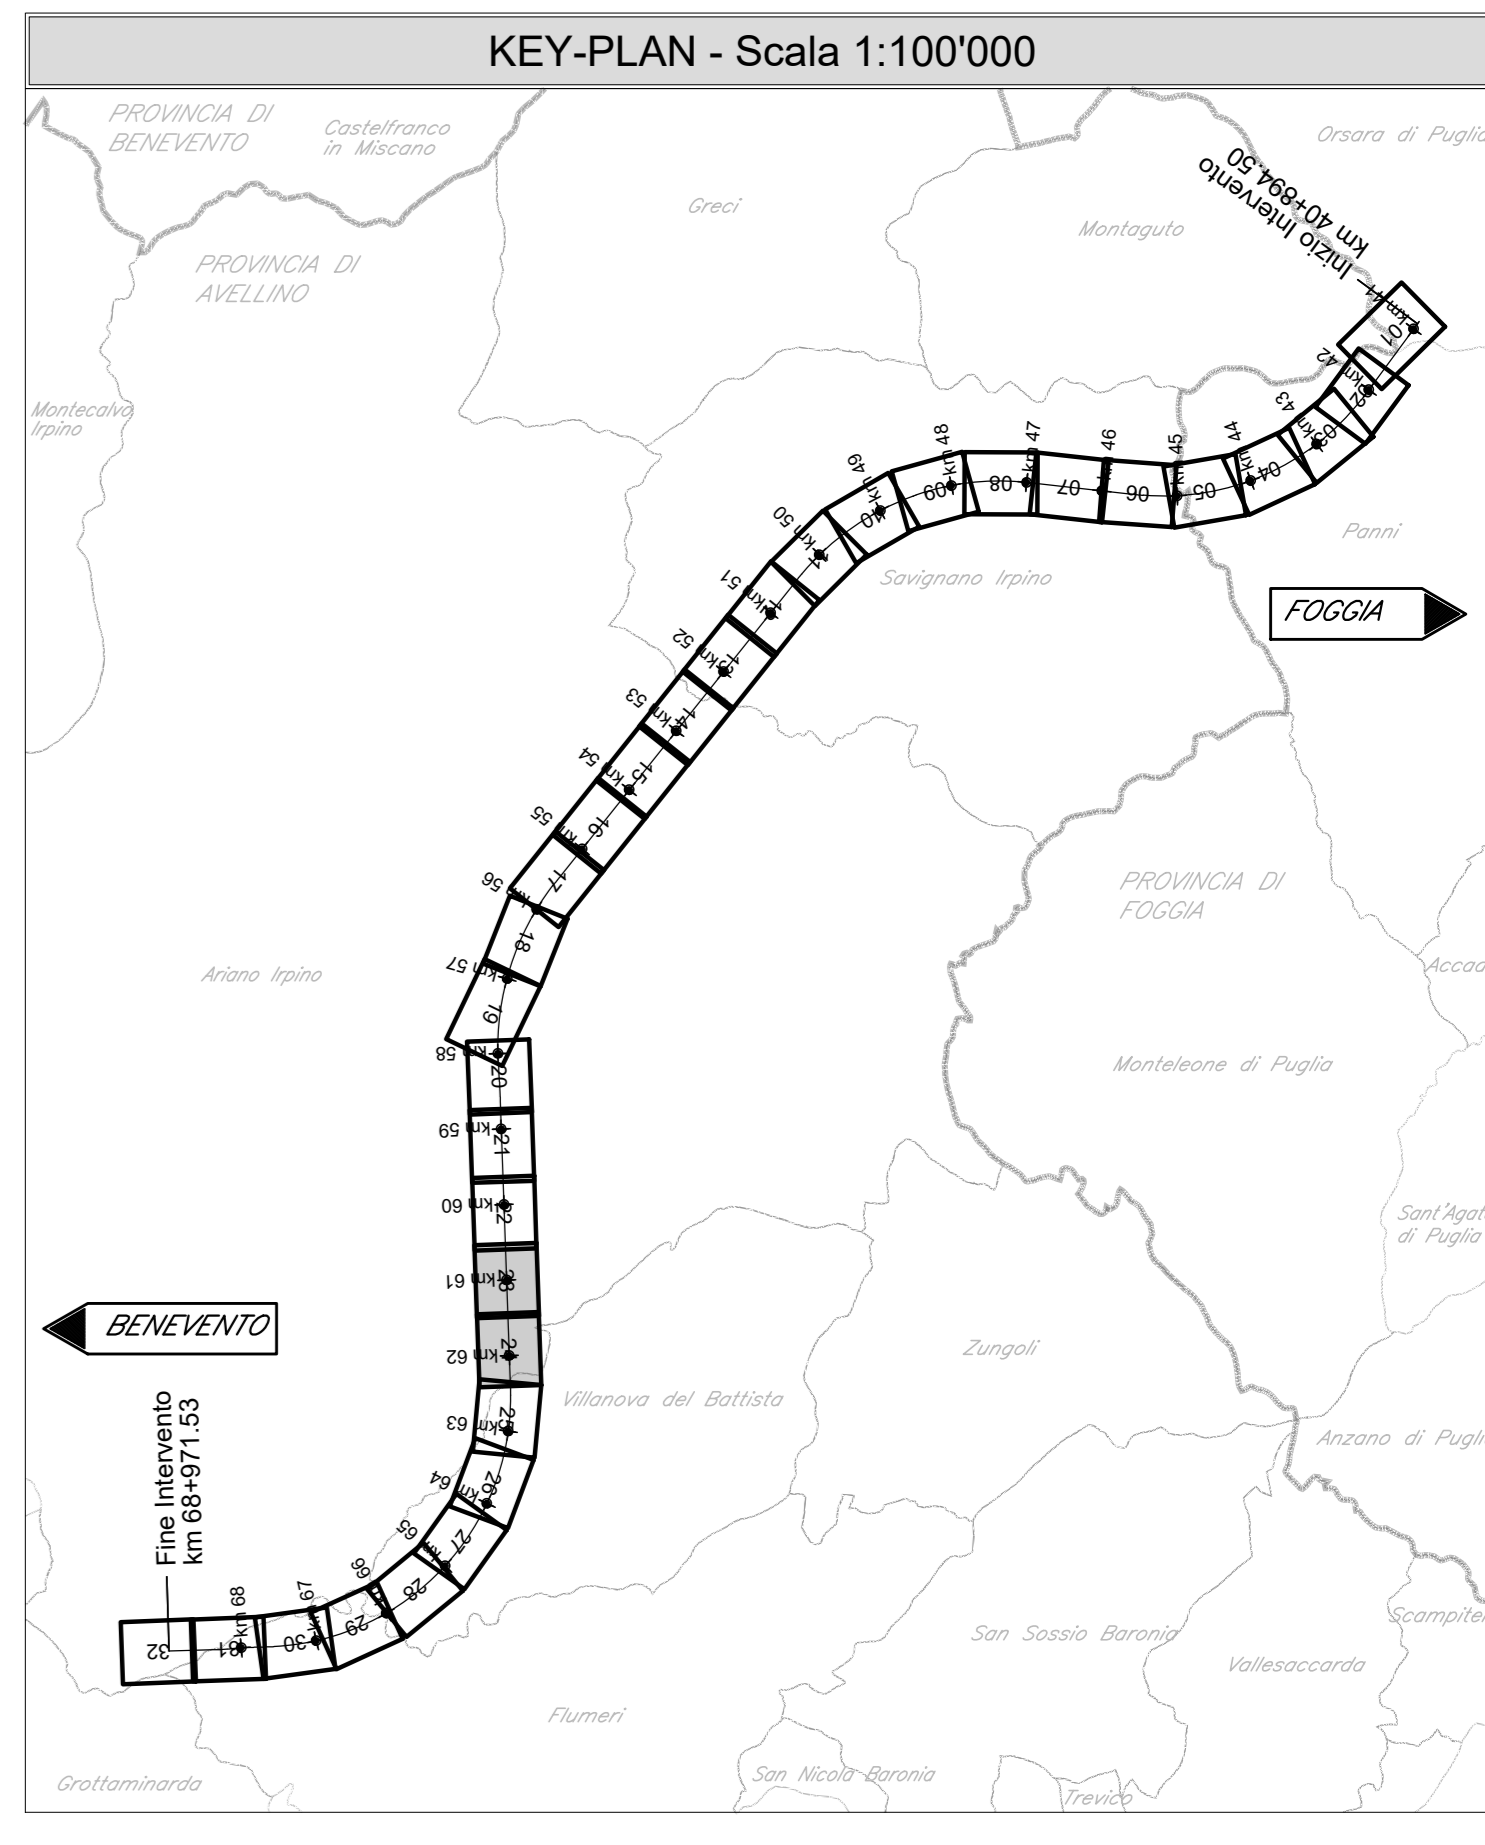 KEY-PLAN - Scala 1:100'000
PROVINCIA DI
BENEVENTO
Castelfranco
in Miscano
Orsara di Puglia
Greci
Montaguto
Inizio Intervento
km 40+894.50
PROVINCIA DI
AVELLINO
Montecalvo
Irpino
km 41
01
km 42
02
km 43
03
km 44
04
km 45
05
km 46
06
km 47
07
km 48
08
km 49
09
km 50
10
km 51
11
km 52
12
km 53
13
km 54
14
km 55
15
km 56
16
km 57
17
km 58
18
19
20
Savignano Irpino
Panni
FOGGIA
PROVINCIA DI
FOGGIA
Ariano Irpino
Monteleone di Puglia
km 59
21
km 60
22
km 61
23
km 62
km 63
25
km 64
26
km 65
27
km 66
28
km 67
29
km 68
30
31
32
Sant'Agat
di Puglia
BENEVENTO
Zungoli
Villanova del Battista
Anzano di Pugli
Fine Intervento
km 68+971.53
San Sossio Baronia
Scampite
Vallesaccarda
Flumeri
San Nicola Baronia
Trevico
Grottaminarda
Accad